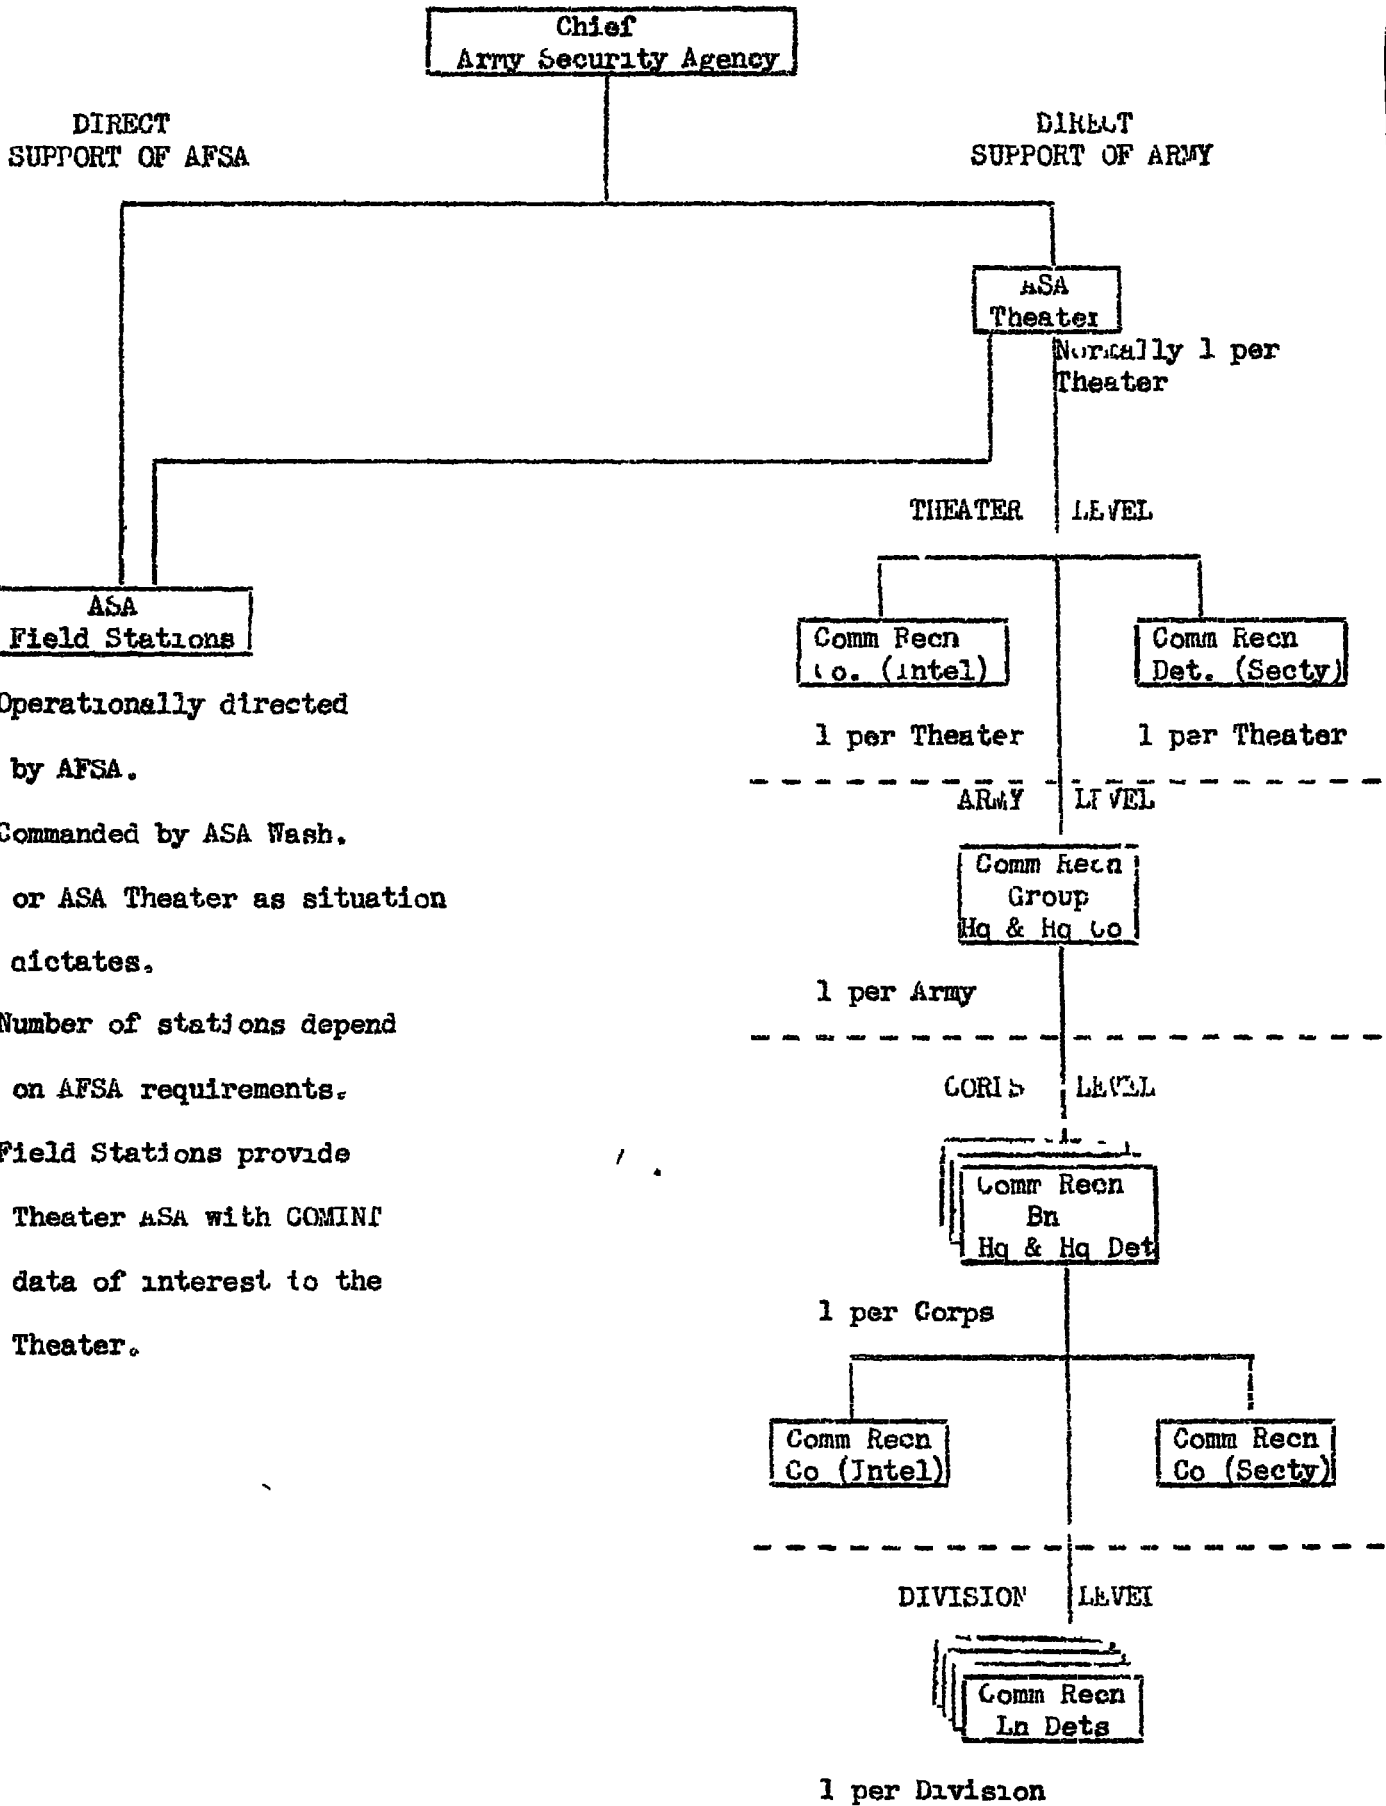 Chief
Army Security Agency
DIRECT
SUPPORT OF AFSA
DIRECT
SUPPORT OF ARMY
ASA
Theater
Normally 1 per
Theater
THEATER LEVEL
ASA
Field Stations
Comm Recn
Co. (Intel)
Comm Recn
Det. (Secty)
Operationally directed
by AFSA.
Commanded by ASA Wash.
or ASA Theater as situation
dictates.
Number of stations depend
on AFSA requirements.
Field Stations provide
Theater ASA with COMINT
data of interest to the
Theater.
1 per Theater
1 per Theater
ARMY LEVEL
Comm Recn
Group
Hq & Hq Co
1 per Army
CORPS LEVEL
Comm Recn
Bn
Hq & Hq Det
1 per Corps
Comm Recn
Co (Intel)
Comm Recn
Co (Secty)
DIVISION LEVEL
Comm Recn
Ln Dets
1 per Division